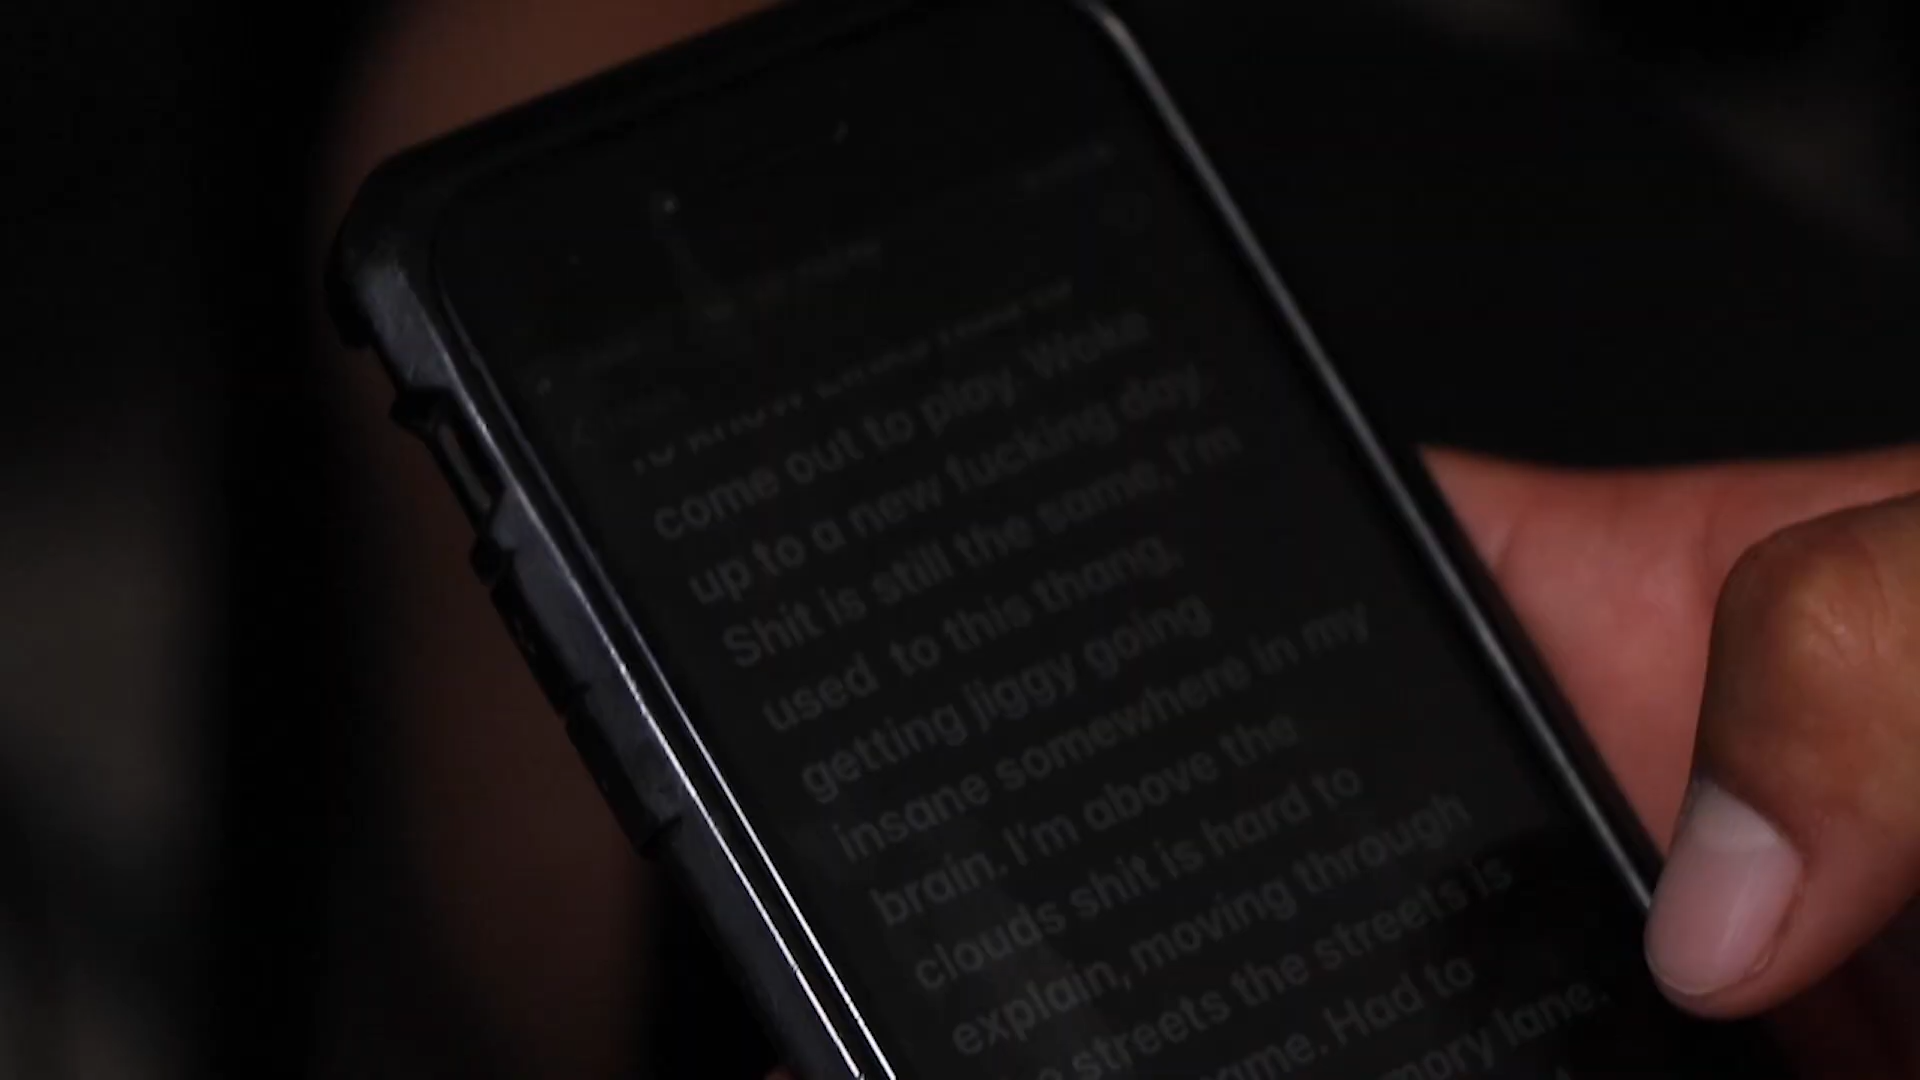 come out to play. Wake
up to a new fucking day.
Shit is still the same, I'm
used to this thang,
getting jiggy going
insane somewhere in my
brain. I'm above the
clouds shit is hard to
explain, moving through
streets the streets is
Had to
lane.